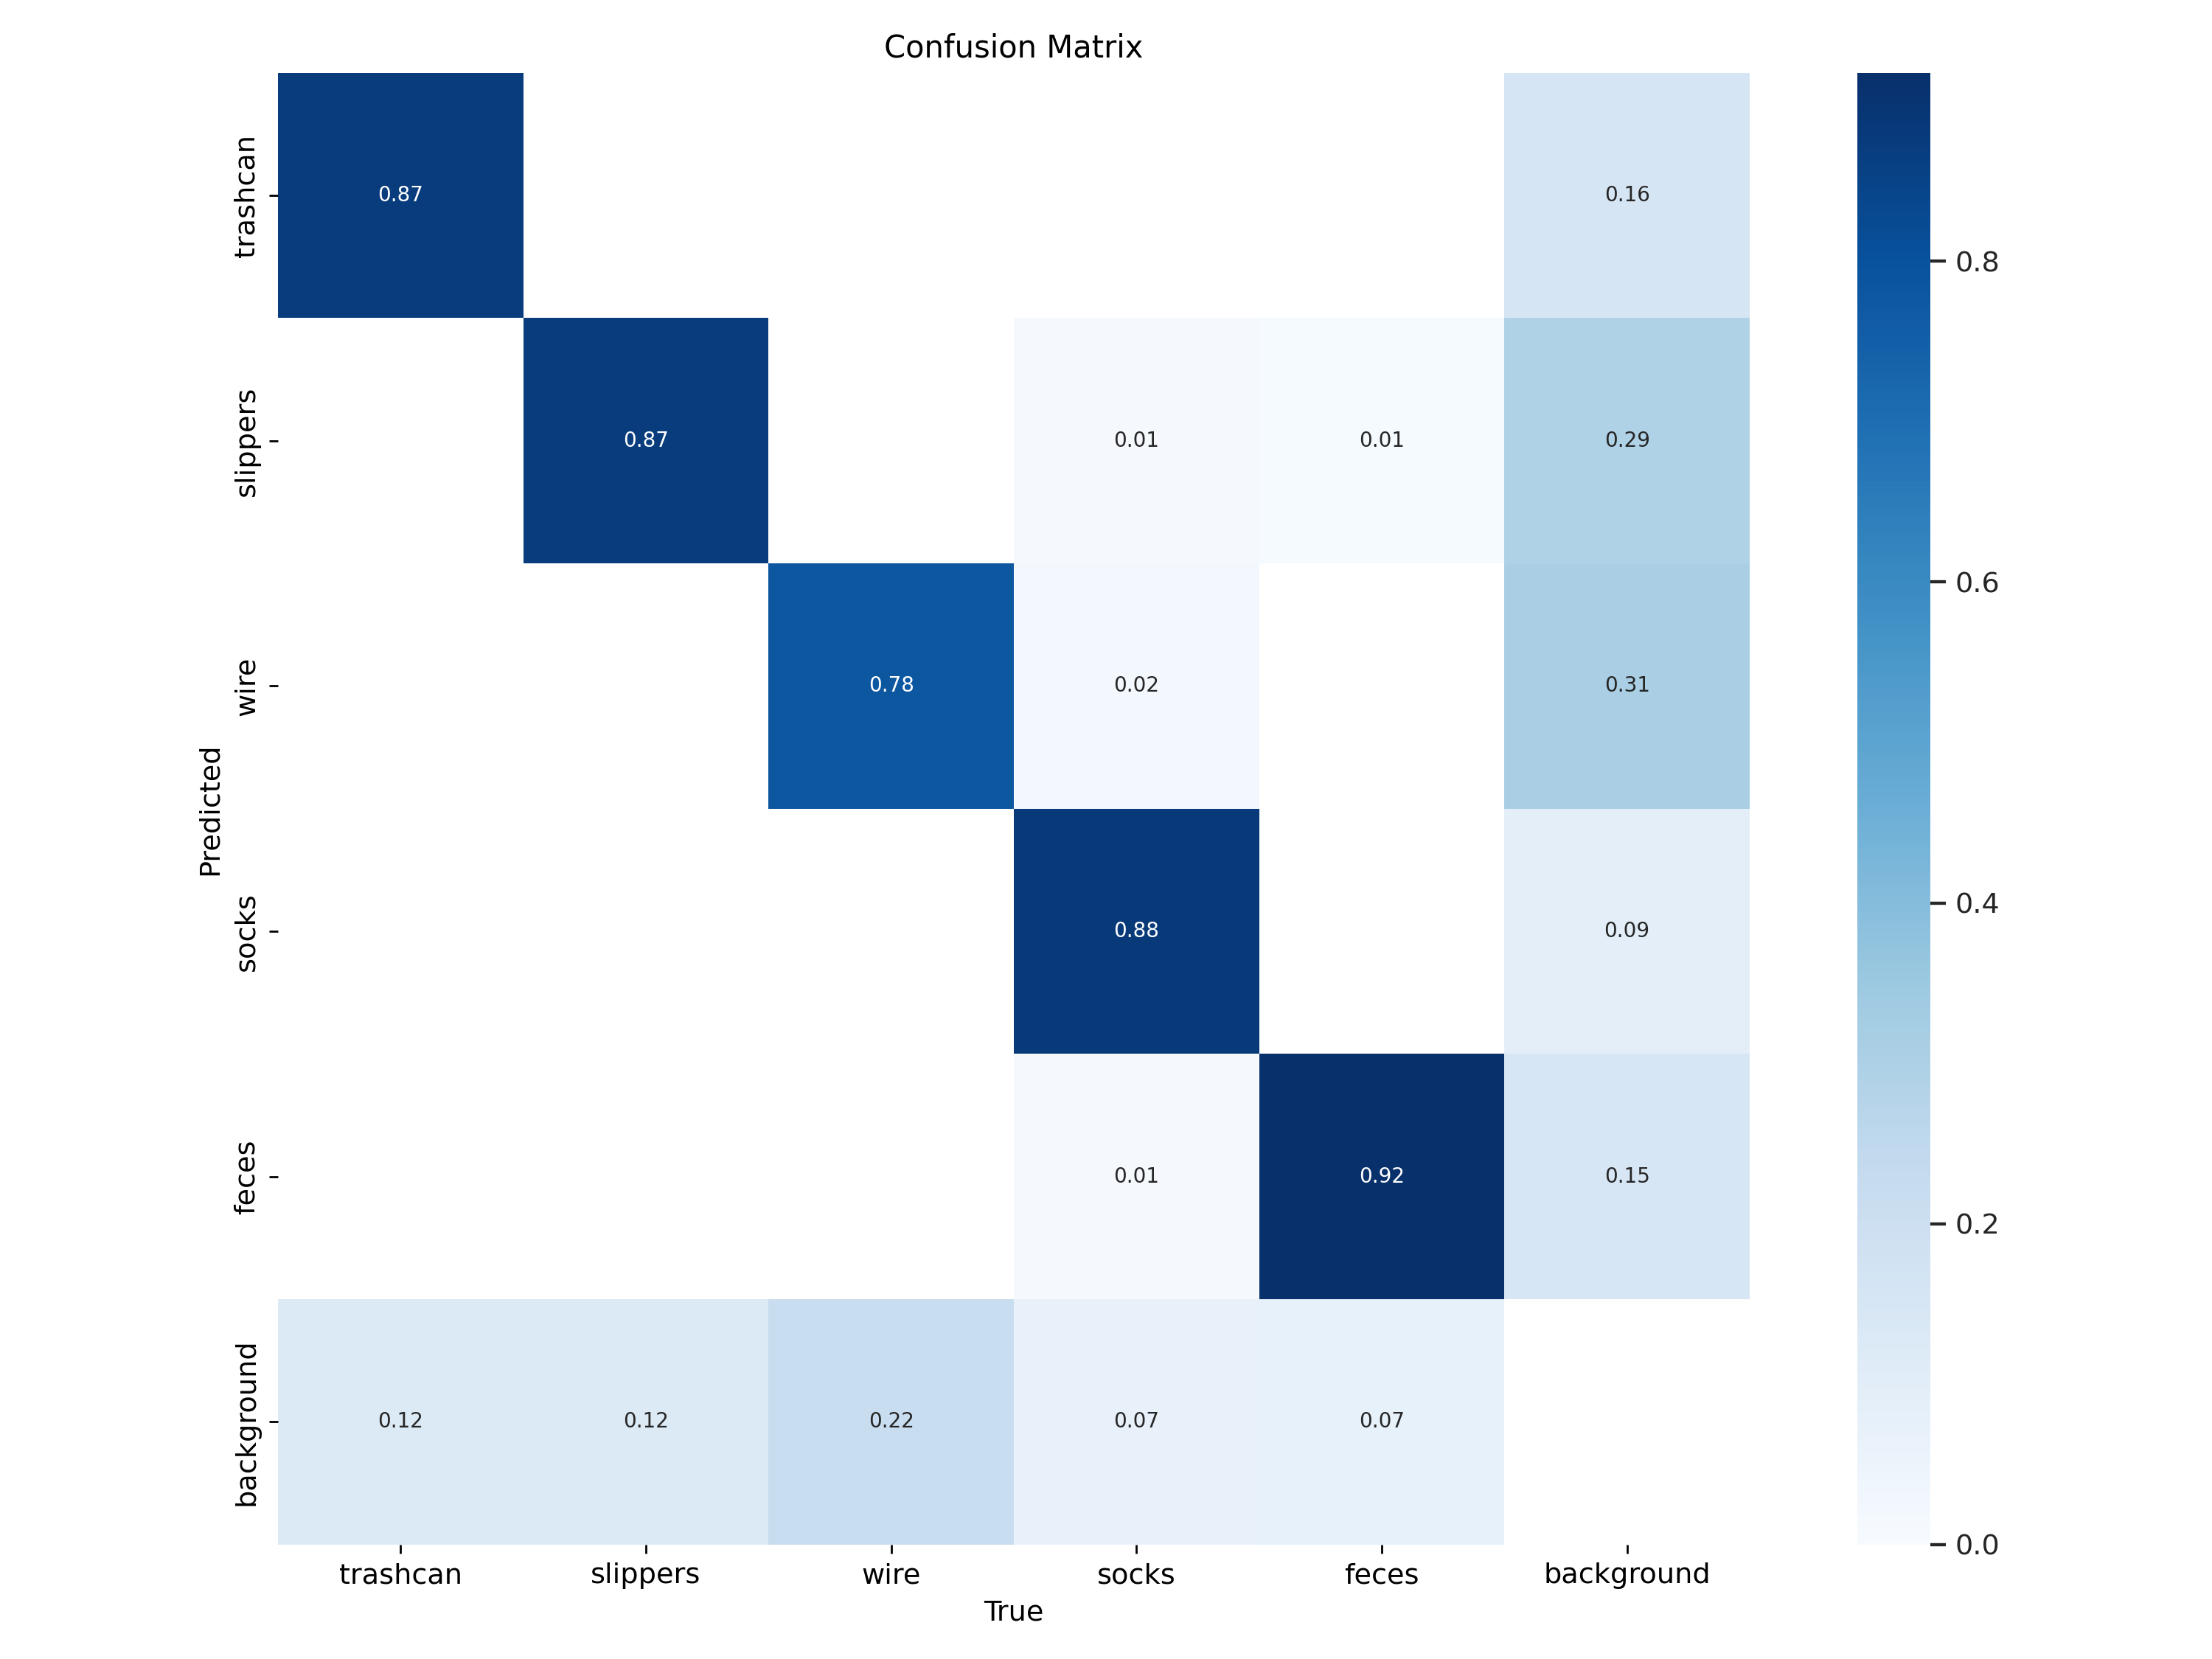 Confusion Matrix
trashcan
0.87
0.16
slippers
0.87
0.01
0.01
0.29
wire
0.78
0.02
0.31
socks
0.88
0.09
feces
0.01
0.92
0.15
background
0.12
0.12
0.22
0.07
0.07
Predicted
trashcan
slippers
wire
socks
feces
background
True
0.8
0.6
0.4
0.2
0.0